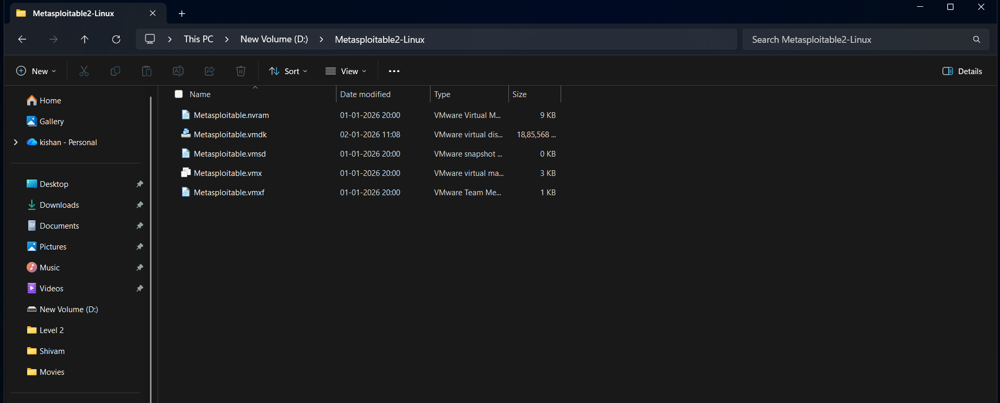 Metasploitable2-Linux
This PC > New Volume (D:) > Metasploitable2-Linux
Search Metasploitable2-Linux
New
Sort
View
Details
Home
Gallery
kishan - Personal
Desktop
Downloads
Documents
Pictures
Music
Videos
New Volume (D:)
Level 2
Shivam
Movies
Name Date modified Type Size
Metasploitable.nvram 01-01-2026 20:00 VMware Virtual M... 9 KB
Metasploitable.vmdk 02-01-2026 11:08 VMware virtual dis... 18,85,568 ...
Metasploitable.vmsd 01-01-2026 20:00 VMware snapshot ... 0 KB
Metasploitable.vmx 01-01-2026 20:00 VMware virtual ma... 3 KB
Metasploitable.vmxf 01-01-2026 20:00 VMware Team Me... 1 KB